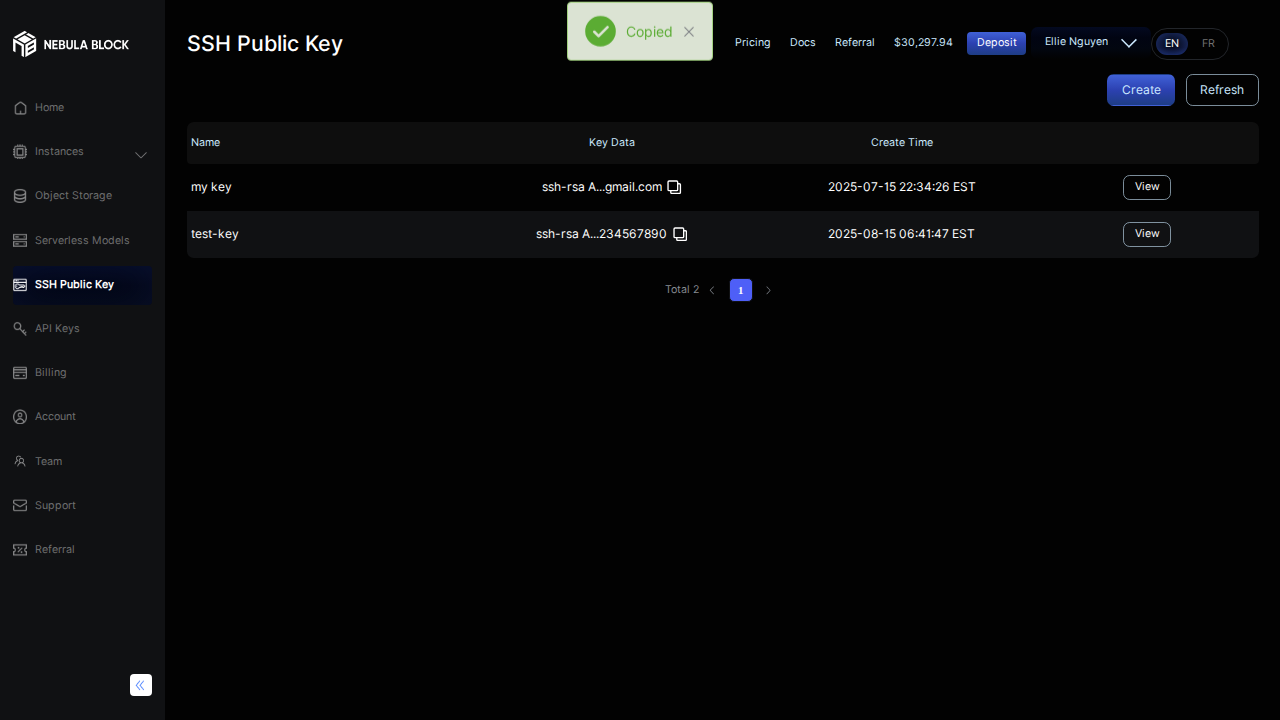 NEBULA BLOCK
Home
Instances
Object Storage
Serverless Models
SSH Public Key
API Keys
Billing
Account
Team
Support
Referral
SSH Public Key
Copied
Pricing Docs Referral $30,297.94 Deposit Ellie Nguyen EN FR
Create Refresh
Name Key Data Create Time
my key ssh-rsa A...gmail.com 2025-07-15 22:34:26 EST View
test-key ssh-rsa A...234567890 2025-08-15 06:41:47 EST View
Total 2 1